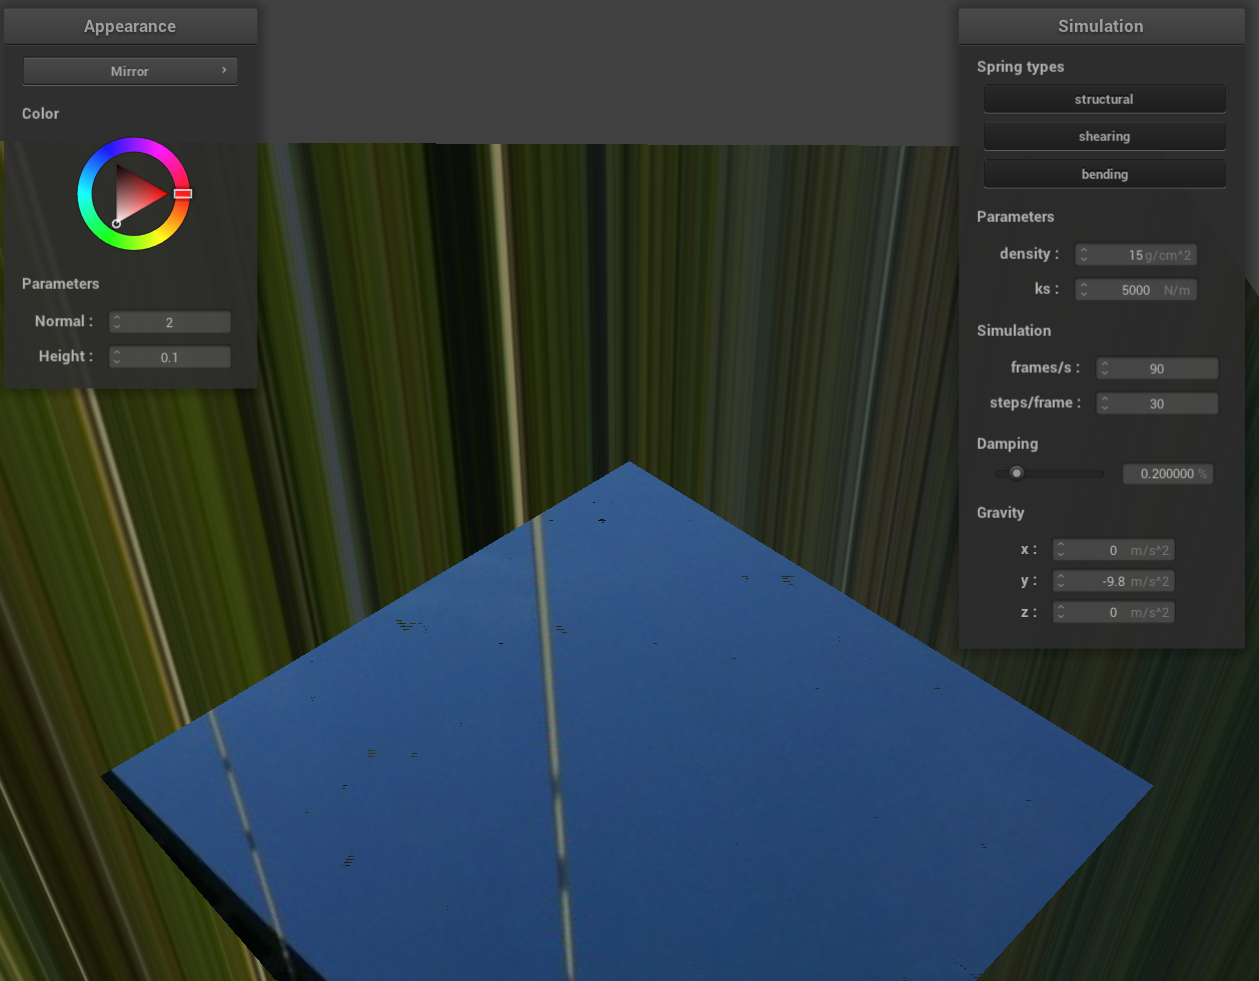 Appearance
Mirror
Color
Parameters
Normal : 2
Height : 0.1
Simulation
Spring types
structural
shearing
bending
Parameters
density : 15 g/cm^2
ks : 5000 N/m
Simulation
frames/s : 90
steps/frame : 30
Damping
0.200000 %
Gravity
x : 0 m/s^2
y : -9.8 m/s^2
z : 0 m/s^2